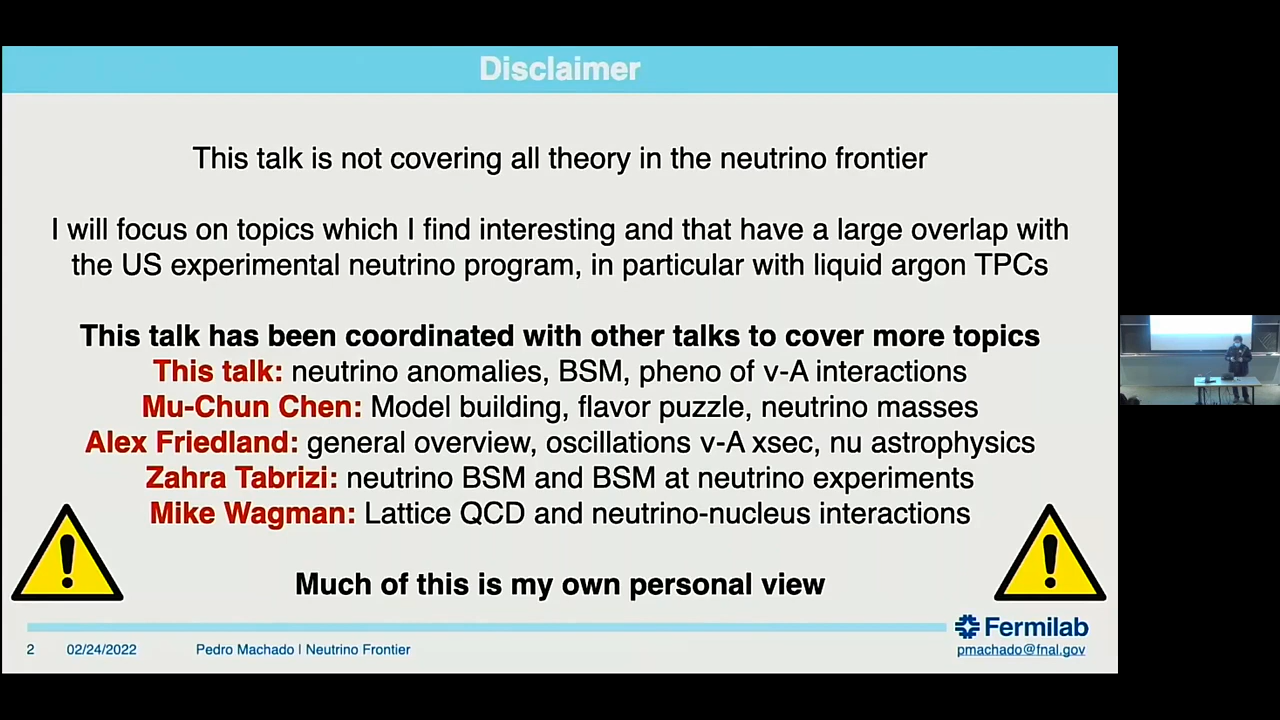 Disclaimer
This talk is not covering all theory in the neutrino frontier
I will focus on topics which I find interesting and that have a large overlap with
the US experimental neutrino program, in particular with liquid argon TPCs
This talk has been coordinated with other talks to cover more topics
This talk: neutrino anomalies, BSM, pheno of ν-A interactions
Mu-Chun Chen: Model building, flavor puzzle, neutrino masses
Alex Friedland: general overview, oscillations ν-A xsec, nu astrophysics
Zahra Tabrizi: neutrino BSM and BSM at neutrino experiments
Mike Wagman: Lattice QCD and neutrino-nucleus interactions
Much of this is my own personal view
2 02/24/2022 Pedro Machado | Neutrino Frontier
Fermilab
pmachado@fnal.gov